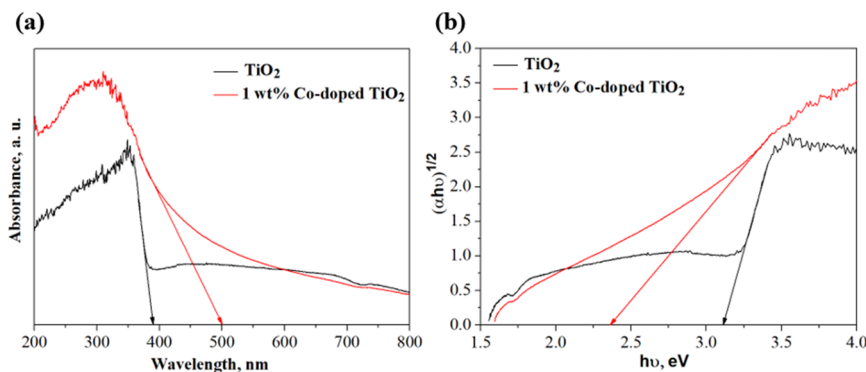 (a)
TiO2
1 wt% Co-doped TiO2
Absorbance, a. u.
200 300 400 500 600 700 800
Wavelength, nm
(b)
4.0
3.5
3.0
2.5
2.0
1.5
1.0
0.5
0.0
TiO2
1 wt% Co-doped TiO2
(αhυ)1/2
1.5 2.0 2.5 3.0 3.5 4.0
hυ, eV